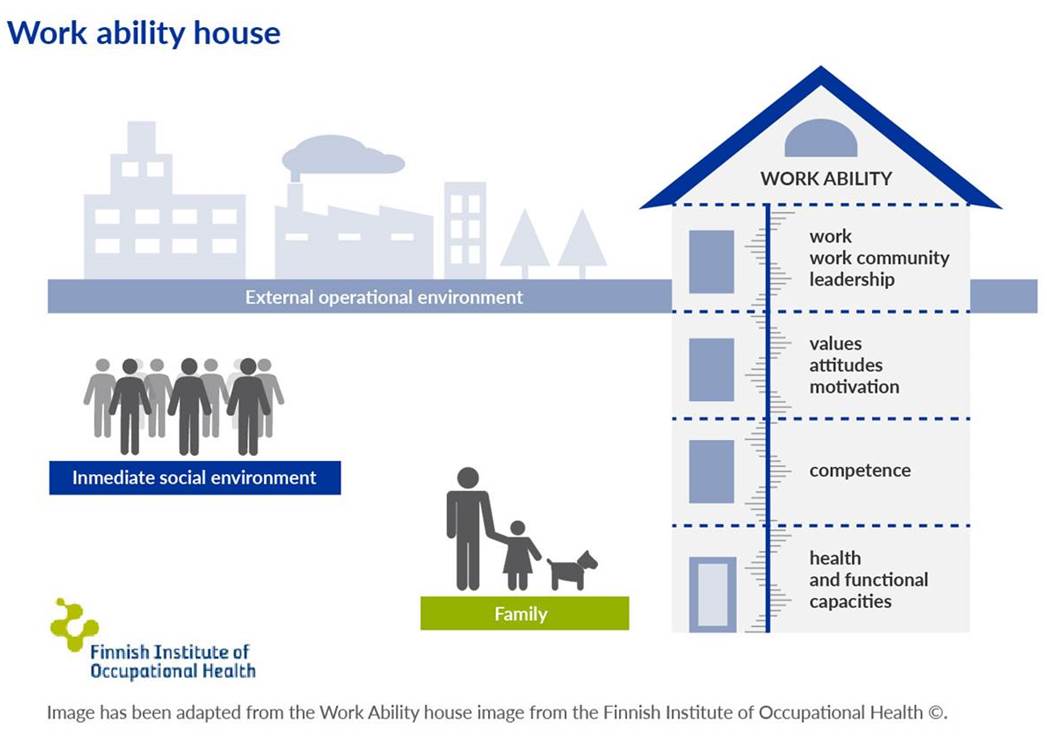 Work ability house
WORK ABILITY
work
work community
leadership
External operational environment
values
attitudes
motivation
Inmediate social environment
competence
health
and functional
capacities
Family
Finnish Institute of
Occupational Health
Image has been adapted from the Work Ability house image from the Finnish Institute of Occupational Health ©.